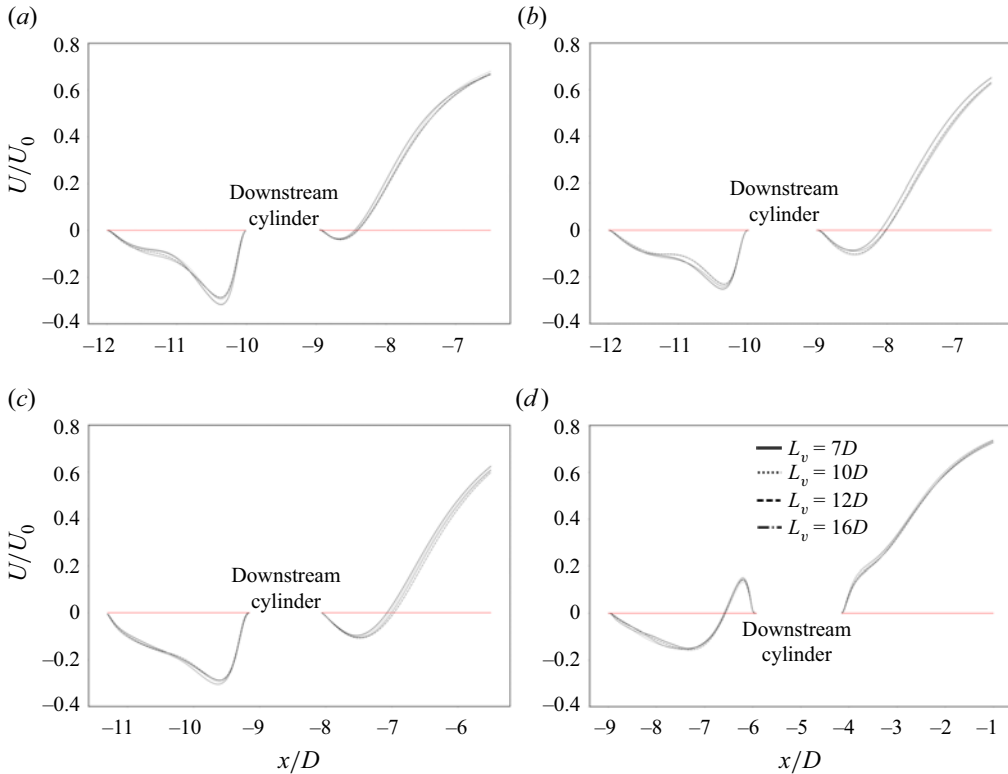 (a)
(b)
0.8
0.6
0.4
0.2
0
–0.2
–0.4
U/U0
Downstream
cylinder
–12 –11 –10 –9 –8 –7
0.8
0.6
0.4
0.2
0
–0.2
–0.4
Downstream
cylinder
–12 –11 –10 –9 –8 –7
(c)
(d)
0.8
0.6
0.4
0.2
0
–0.2
–0.4
U/U0
Downstream
cylinder
–11 –10 –9 –8 –7 –6
x/D
0.8
0.6
0.4
0.2
0
–0.2
–0.4
Lv = 7D
Lv = 10D
Lv = 12D
Lv = 16D
Downstream
cylinder
–9 –8 –7 –6 –5 –4 –3 –2 –1
x/D